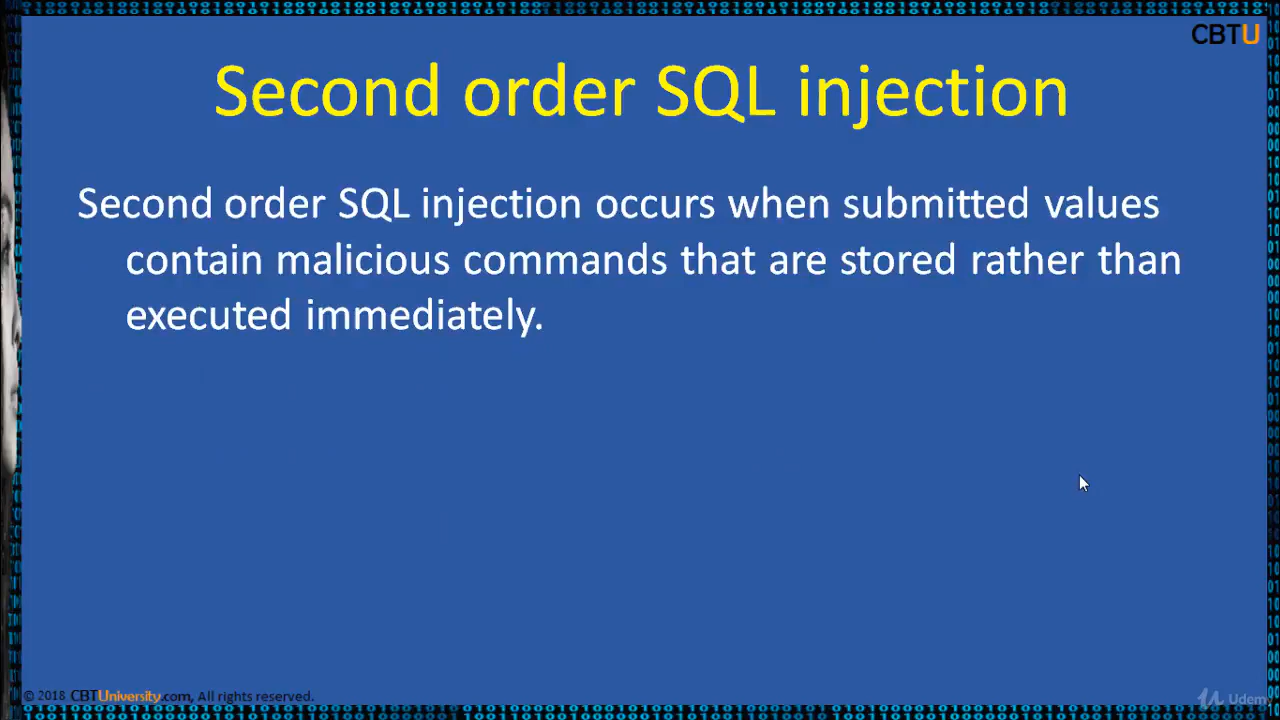 CBTU
Second order SQL injection
Second order SQL injection occurs when submitted values
contain malicious commands that are stored rather than
executed immediately.
© 2018 CBTUniversity.com, All rights reserved.
Udemy